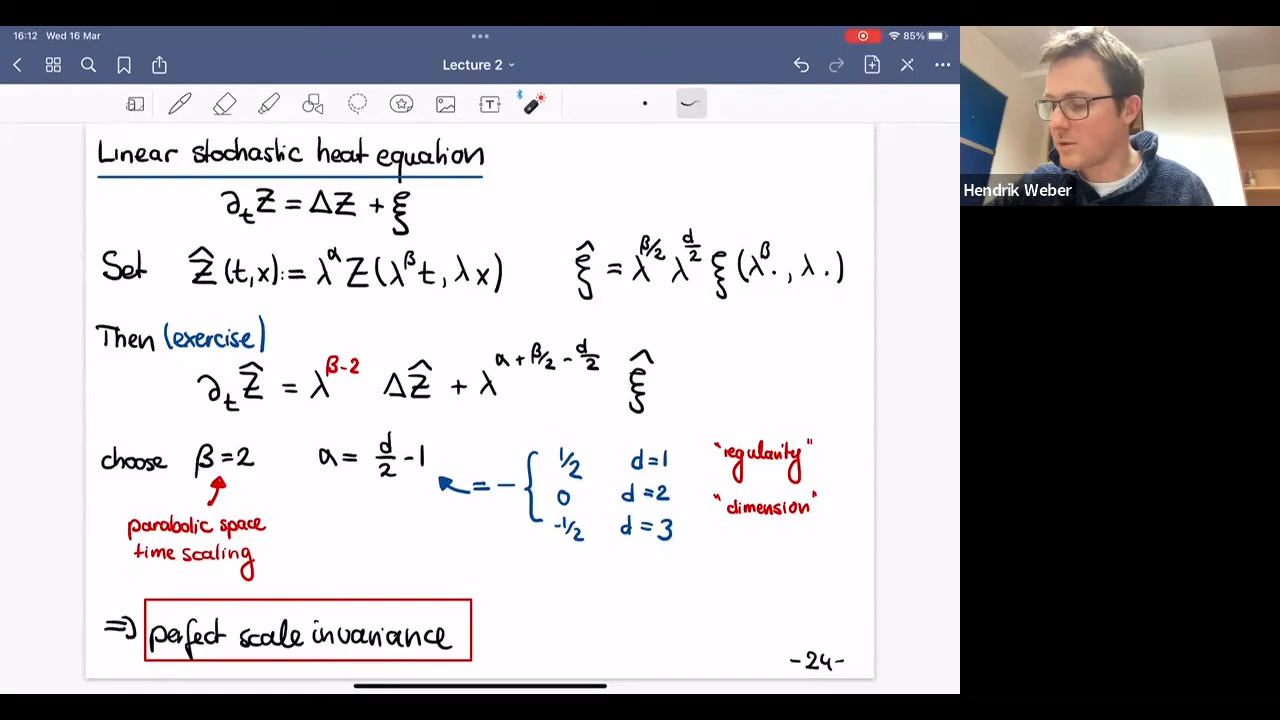 16:12 Wed 16 Mar
85%
Lecture 2
Hendrik Weber
Linear stochastic heat equation
∂ₜZ = ΔZ + ξ
Set Ẑ(t,x) := λ^α Z(λ^β t, λx) ξ̂ = λ^{β/2} λ^{d/2} ξ(λ^β ·, λ ·)
Then (exercise)
∂ₜẐ = λ^{β-2} ΔẐ + λ^{α + β/2 - d/2} ξ̂
choose β = 2 α = d/2 - 1 = - { 1/2 d = 1 "regularity"
0 d = 2 "dimension"
-1/2 d = 3
parabolic space
time scaling
⇒ perfect scale invariance
-24-